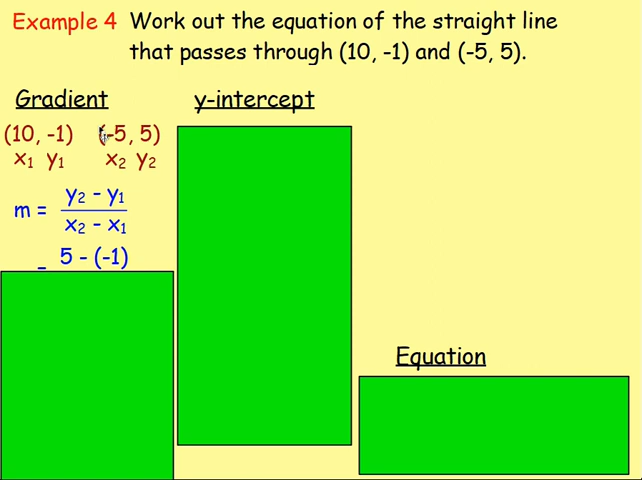 Example 4 Work out the equation of the straight line
that passes through (10, -1) and (-5, 5).
Gradient
(10, -1) (-5, 5)
x₁ y₁ x₂ y₂
m = y₂ - y₁
x₂ - x₁
= 5 - (-1)
y-intercept
Equation